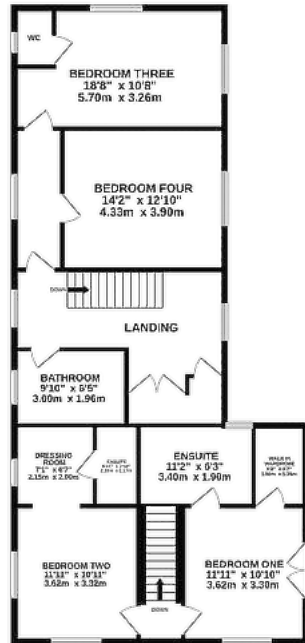 WC
BEDROOM THREE
18'8" x 10'8"
5.70m x 3.26m
BEDROOM FOUR
14'2" x 12'10"
4.33m x 3.90m
DOWN
LANDING
BATHROOM
9'10" x 6'5"
3.00m x 1.96m
DRESSING
ROOM
7'1" x 6'7"
2.15m x 2.00m
ENSUITE
ENSUITE
11'2" x 6'3"
3.40m x 1.90m
WALK IN
WARDROBE
BEDROOM TWO
11'11" x 10'11"
3.62m x 3.32m
DOWN
BEDROOM ONE
11'11" x 10'10"
3.62m x 3.30m